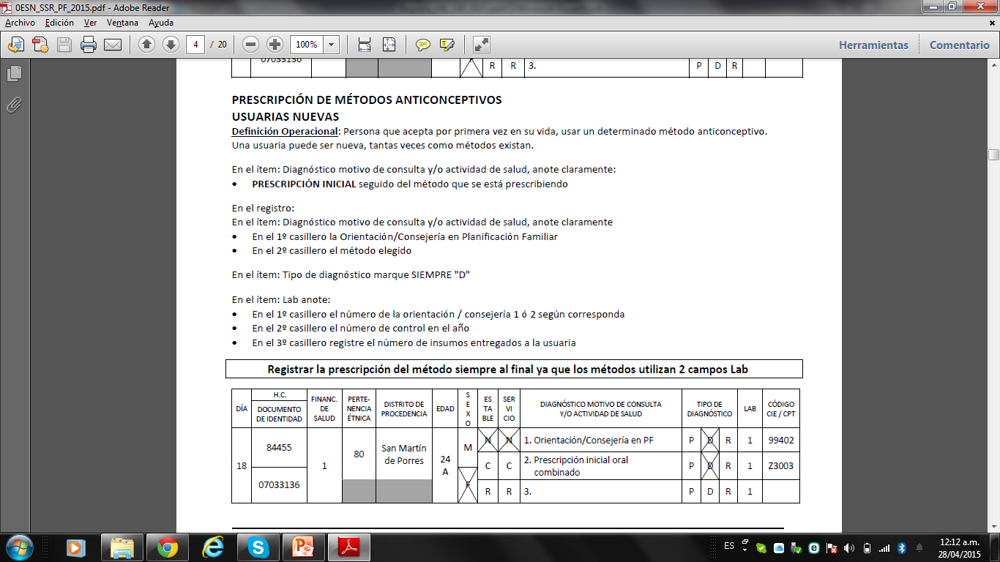 0ESN_SSR_PF_2015.pdf - Adobe Reader
Archivo Edición Ver Ventana Ayuda
4 / 20 100% Herramientas Comentario
07033136 R R 3. P D R
PRESCRIPCIÓN DE MÉTODOS ANTICONCEPTIVOS
USUARIAS NUEVAS
Definición Operacional: Persona que acepta por primera vez en su vida, usar un determinado método anticonceptivo.
Una usuaria puede ser nueva, tantas veces como métodos existan.
En el ítem: Diagnóstico motivo de consulta y/o actividad de salud, anote claramente:
• PRESCRIPCIÓN INICIAL seguido del método que se está prescribiendo
En el registro:
En el ítem: Diagnóstico motivo de consulta y/o actividad de salud, anote claramente
• En el 1º casillero la Orientación/Consejería en Planificación Familiar
• En el 2º casillero el método elegido
En el ítem: Tipo de diagnóstico marque SIEMPRE "D"
En el ítem: Lab anote:
• En el 1º casillero el número de la orientación / consejería 1 ó 2 según corresponda
• En el 2º casillero el número de control en el año
• En el 3º casillero registre el número de insumos entregados a la usuaria
Registrar la prescripción del método siempre al final ya que los métodos utilizan 2 campos Lab
DÍA
H.C.
DOCUMENTO
DE IDENTIDAD
FINANC.
DE
SALUD
PERTE-
NENCIA
ÉTNICA
DISTRITO DE
PROCEDENCIA
EDAD
S
E
X
O
ES
TA
BLE
SER
VI
CIO
DIAGNÓSTICO MOTIVO DE CONSULTA
Y/O ACTIVIDAD DE SALUD
TIPO DE
DIAGNÓSTICO
LAB
CÓDIGO
CIE / CPT
18
84455
07033136
1
80
San Martín
de Porres
24
A
M
F
N N 1. Orientación/Consejería en PF P D R 1 99402
C C 2. Prescripción inicial oral
combinado P D R 1 Z3003
R R 3. P D R 1
ES
12:12 a.m.
28/04/2015